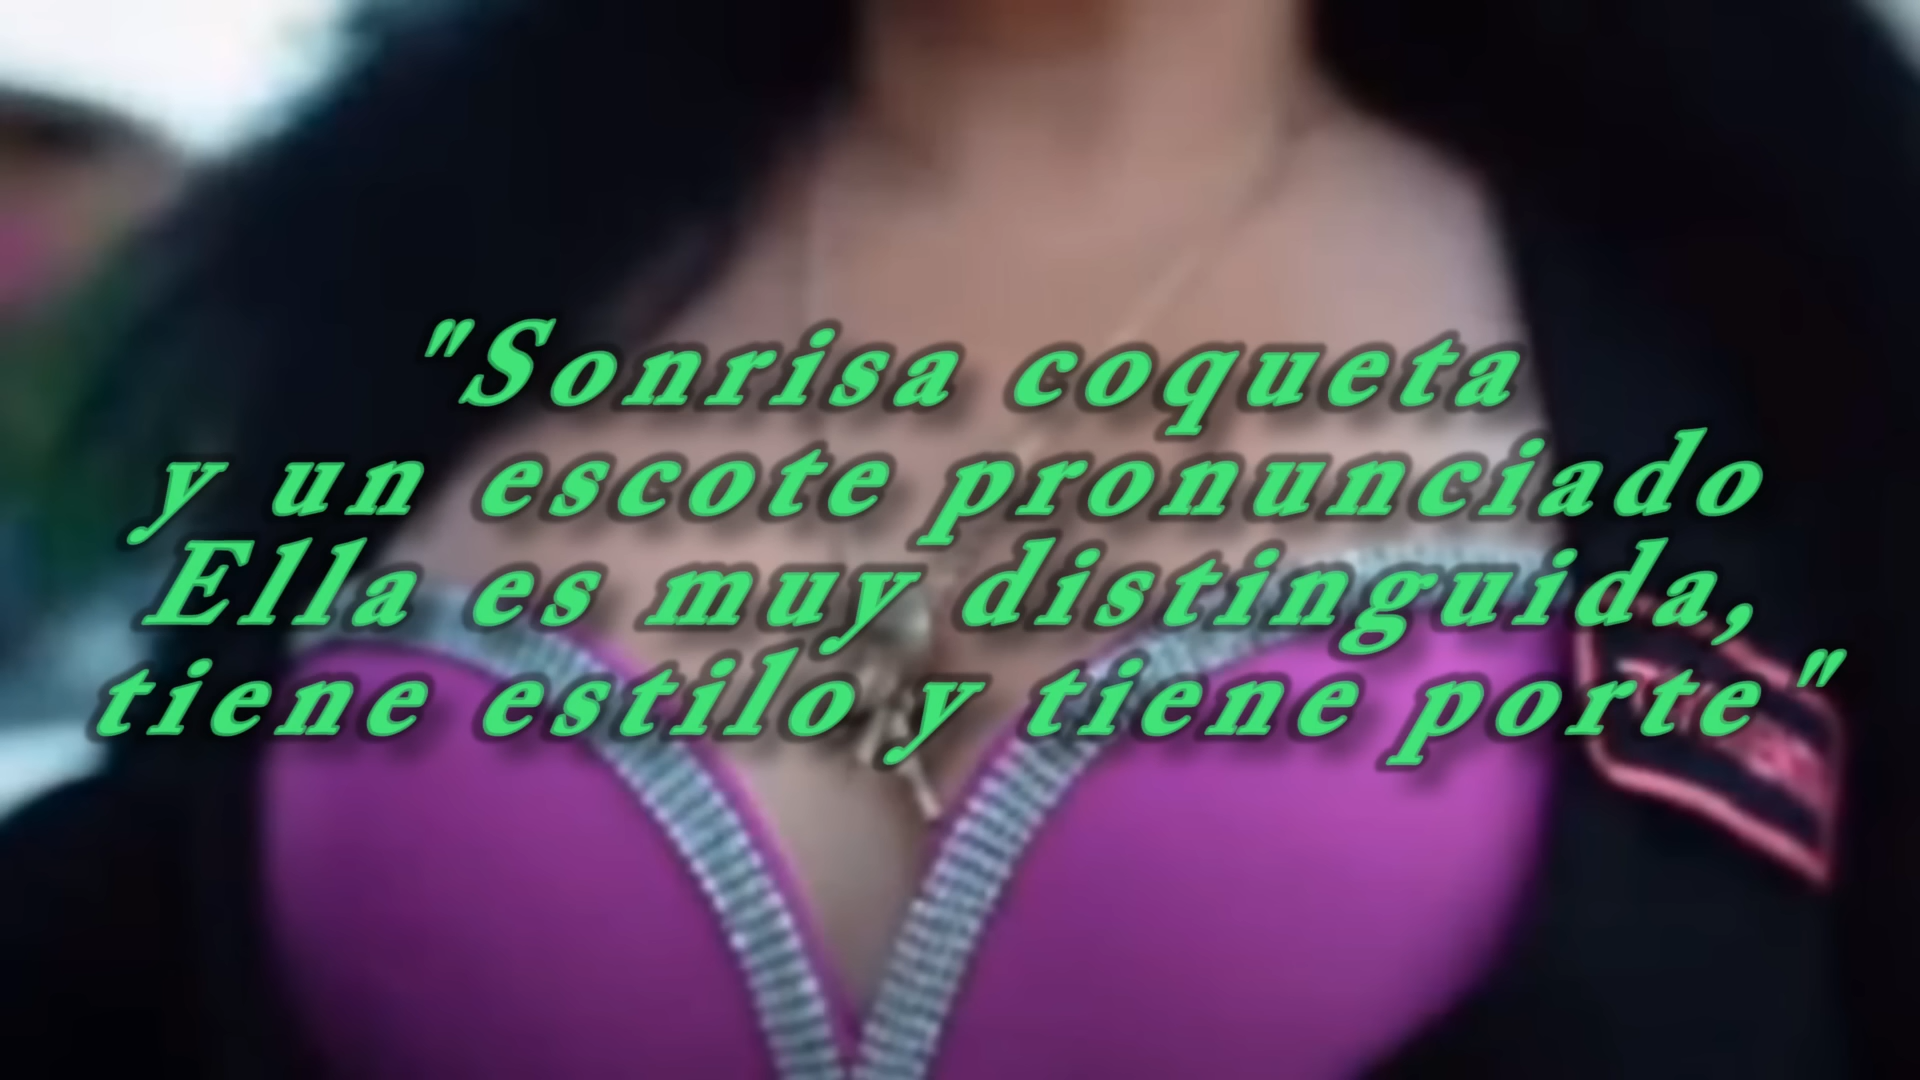 "Sonrisa coqueta
y un escote pronunciado
Ella es muy distinguida,
tiene estilo y tiene porte"